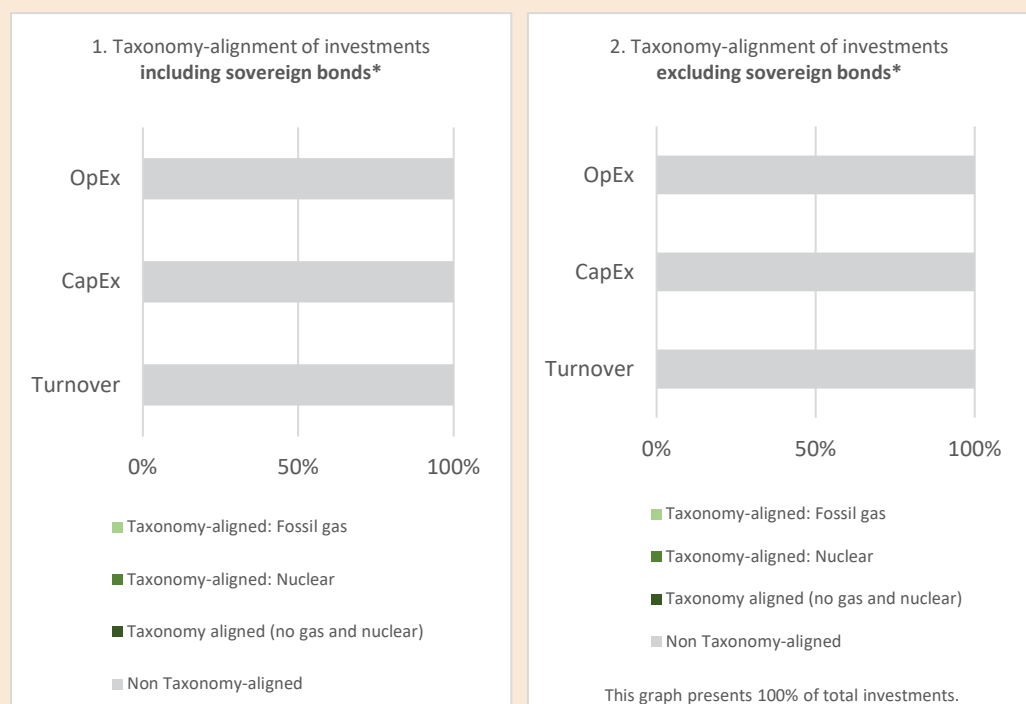 1. Taxonomy-alignment of investments
including sovereign bonds*
OpEx
CapEx
Turnover
0% 50% 100%
Taxonomy-aligned: Fossil gas
Taxonomy-aligned: Nuclear
Taxonomy aligned (no gas and nuclear)
Non Taxonomy-aligned
2. Taxonomy-alignment of investments
excluding sovereign bonds*
OpEx
CapEx
Turnover
0% 50% 100%
Taxonomy-aligned: Fossil gas
Taxonomy-aligned: Nuclear
Taxonomy aligned (no gas and nuclear)
Non Taxonomy-aligned
This graph presents 100% of total investments.